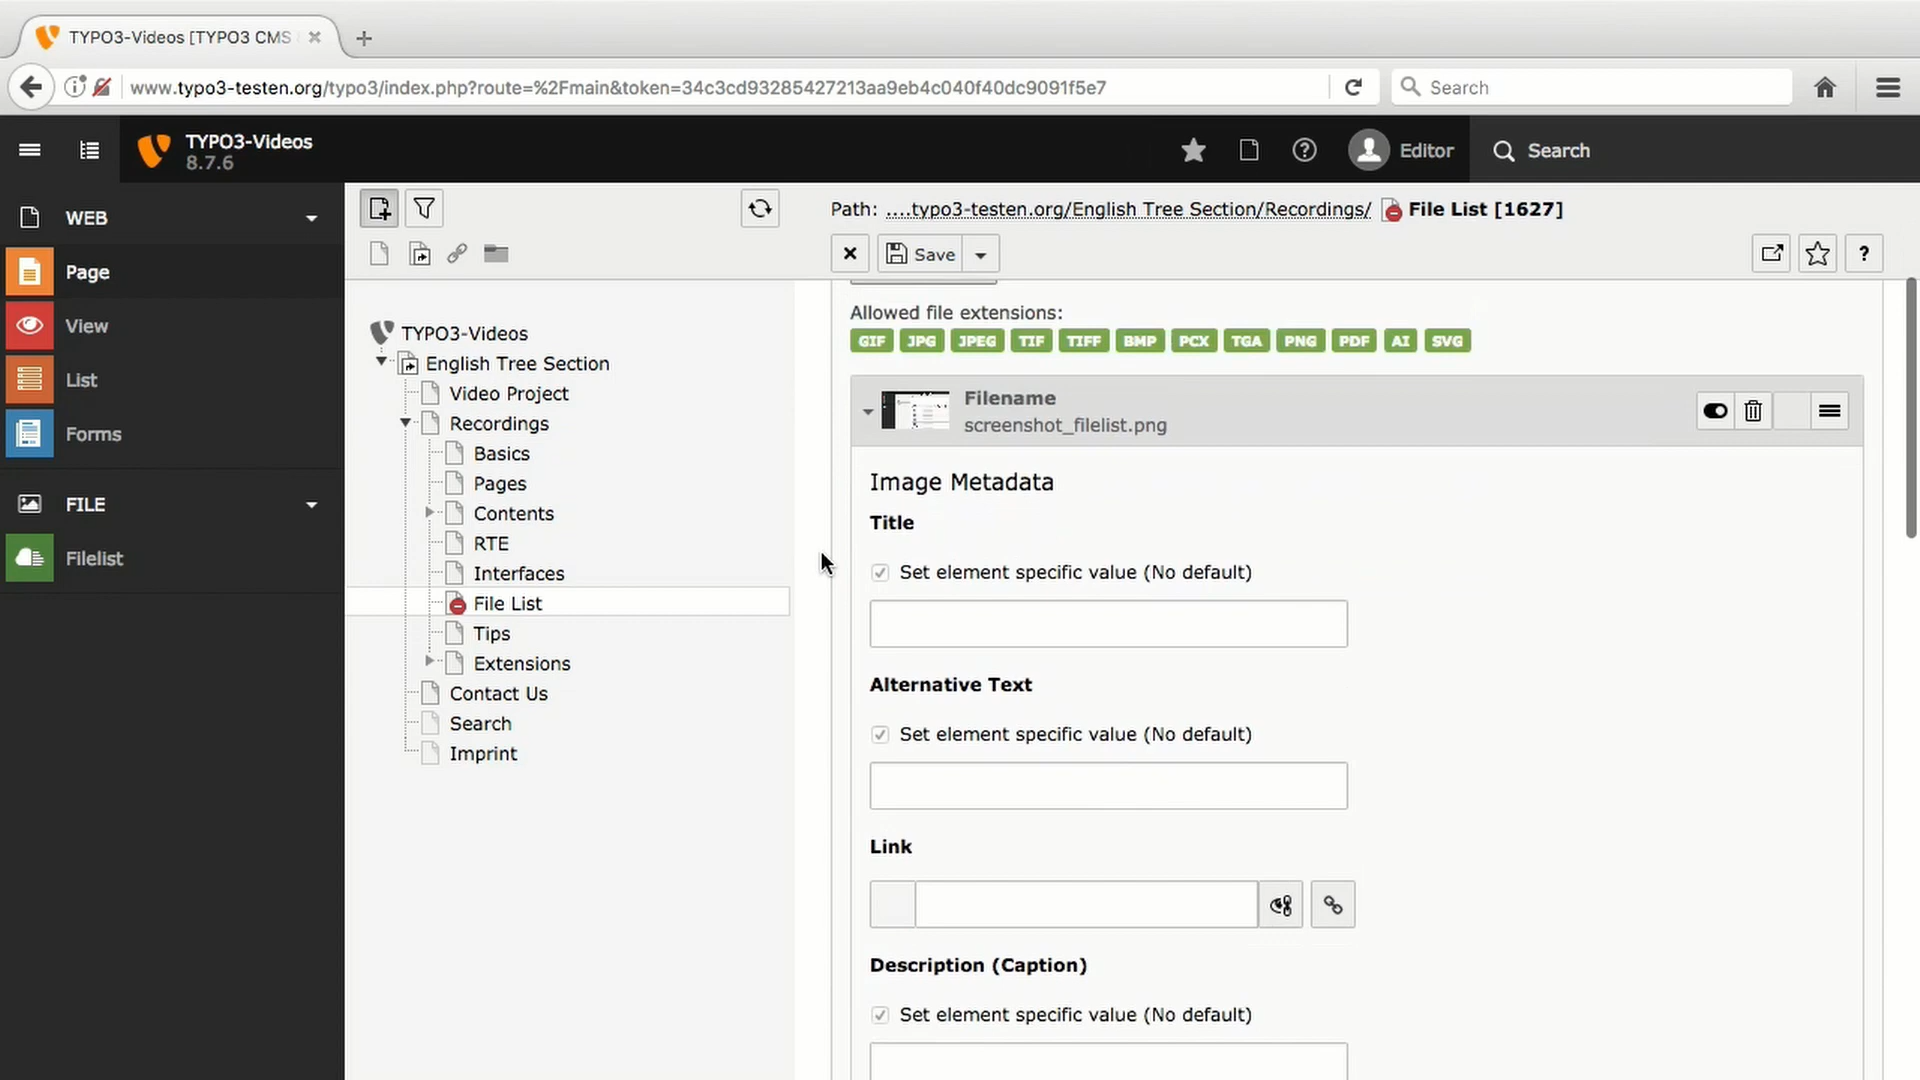 TYPO3-Videos [TYPO3 CMS
www.typo3-testen.org/typo3/index.php?route=%2Fmain&token=34c3cd93285427213aa9eb4c040f40dc9091f5e7
Search
TYPO3-Videos
8.7.6
Editor
Search
WEB
Page
View
List
Forms
FILE
Filelist
TYPO3-Videos
English Tree Section
Video Project
Recordings
Basics
Pages
Contents
RTE
Interfaces
File List
Tips
Extensions
Contact Us
Search
Imprint
Path: ....typo3-testen.org/English Tree Section/Recordings/ File List [1627]
Save
?
Allowed file extensions:
GIF JPG JPEG TIF TIFF BMP PCX TGA PNG PDF AI SVG
Filename
screenshot_filelist.png
Image Metadata
Title
Set element specific value (No default)
Alternative Text
Set element specific value (No default)
Link
Description (Caption)
Set element specific value (No default)